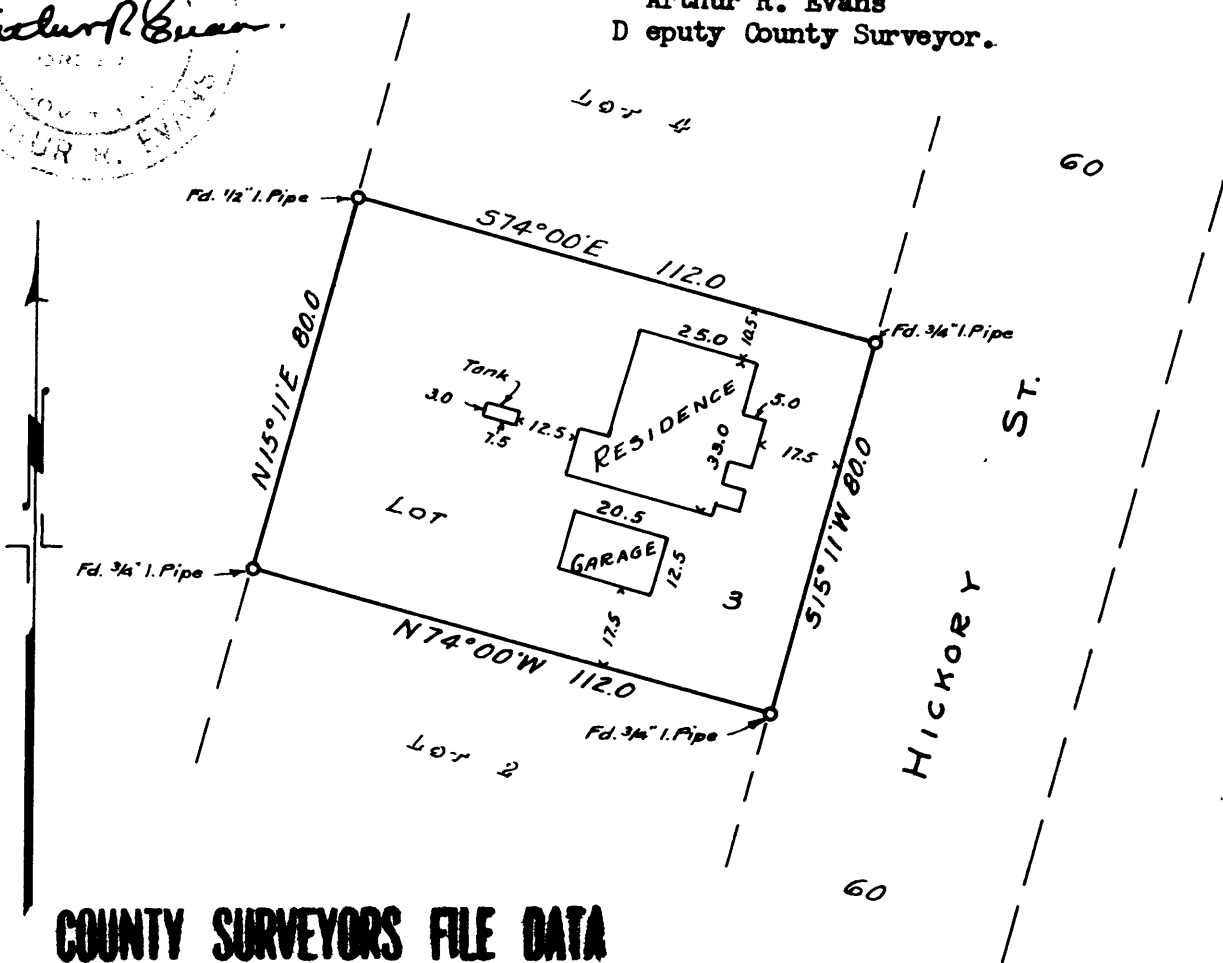 Arthur R. Evans
D eputy County Surveyor.
UR R. EVANS
Lot 4
60
Fd. 1/2" I. Pipe
S74°00'E 112.0
Fd. 3/4" I. Pipe
N15°11'E 80.0
25.0
10.5
Tank
3.0
7.5
12.5
RESIDENCE
5.0
33.0
17.5
S15°11'W 80.0
HICKORY ST.
LOT 3
20.5
GARAGE
12.5
17.5
Fd. 3/4" I. Pipe
N74°00'W 112.0
Fd. 3/4" I. Pipe
Lot 2
60
COUNTY SURVEYORS FILE DATA